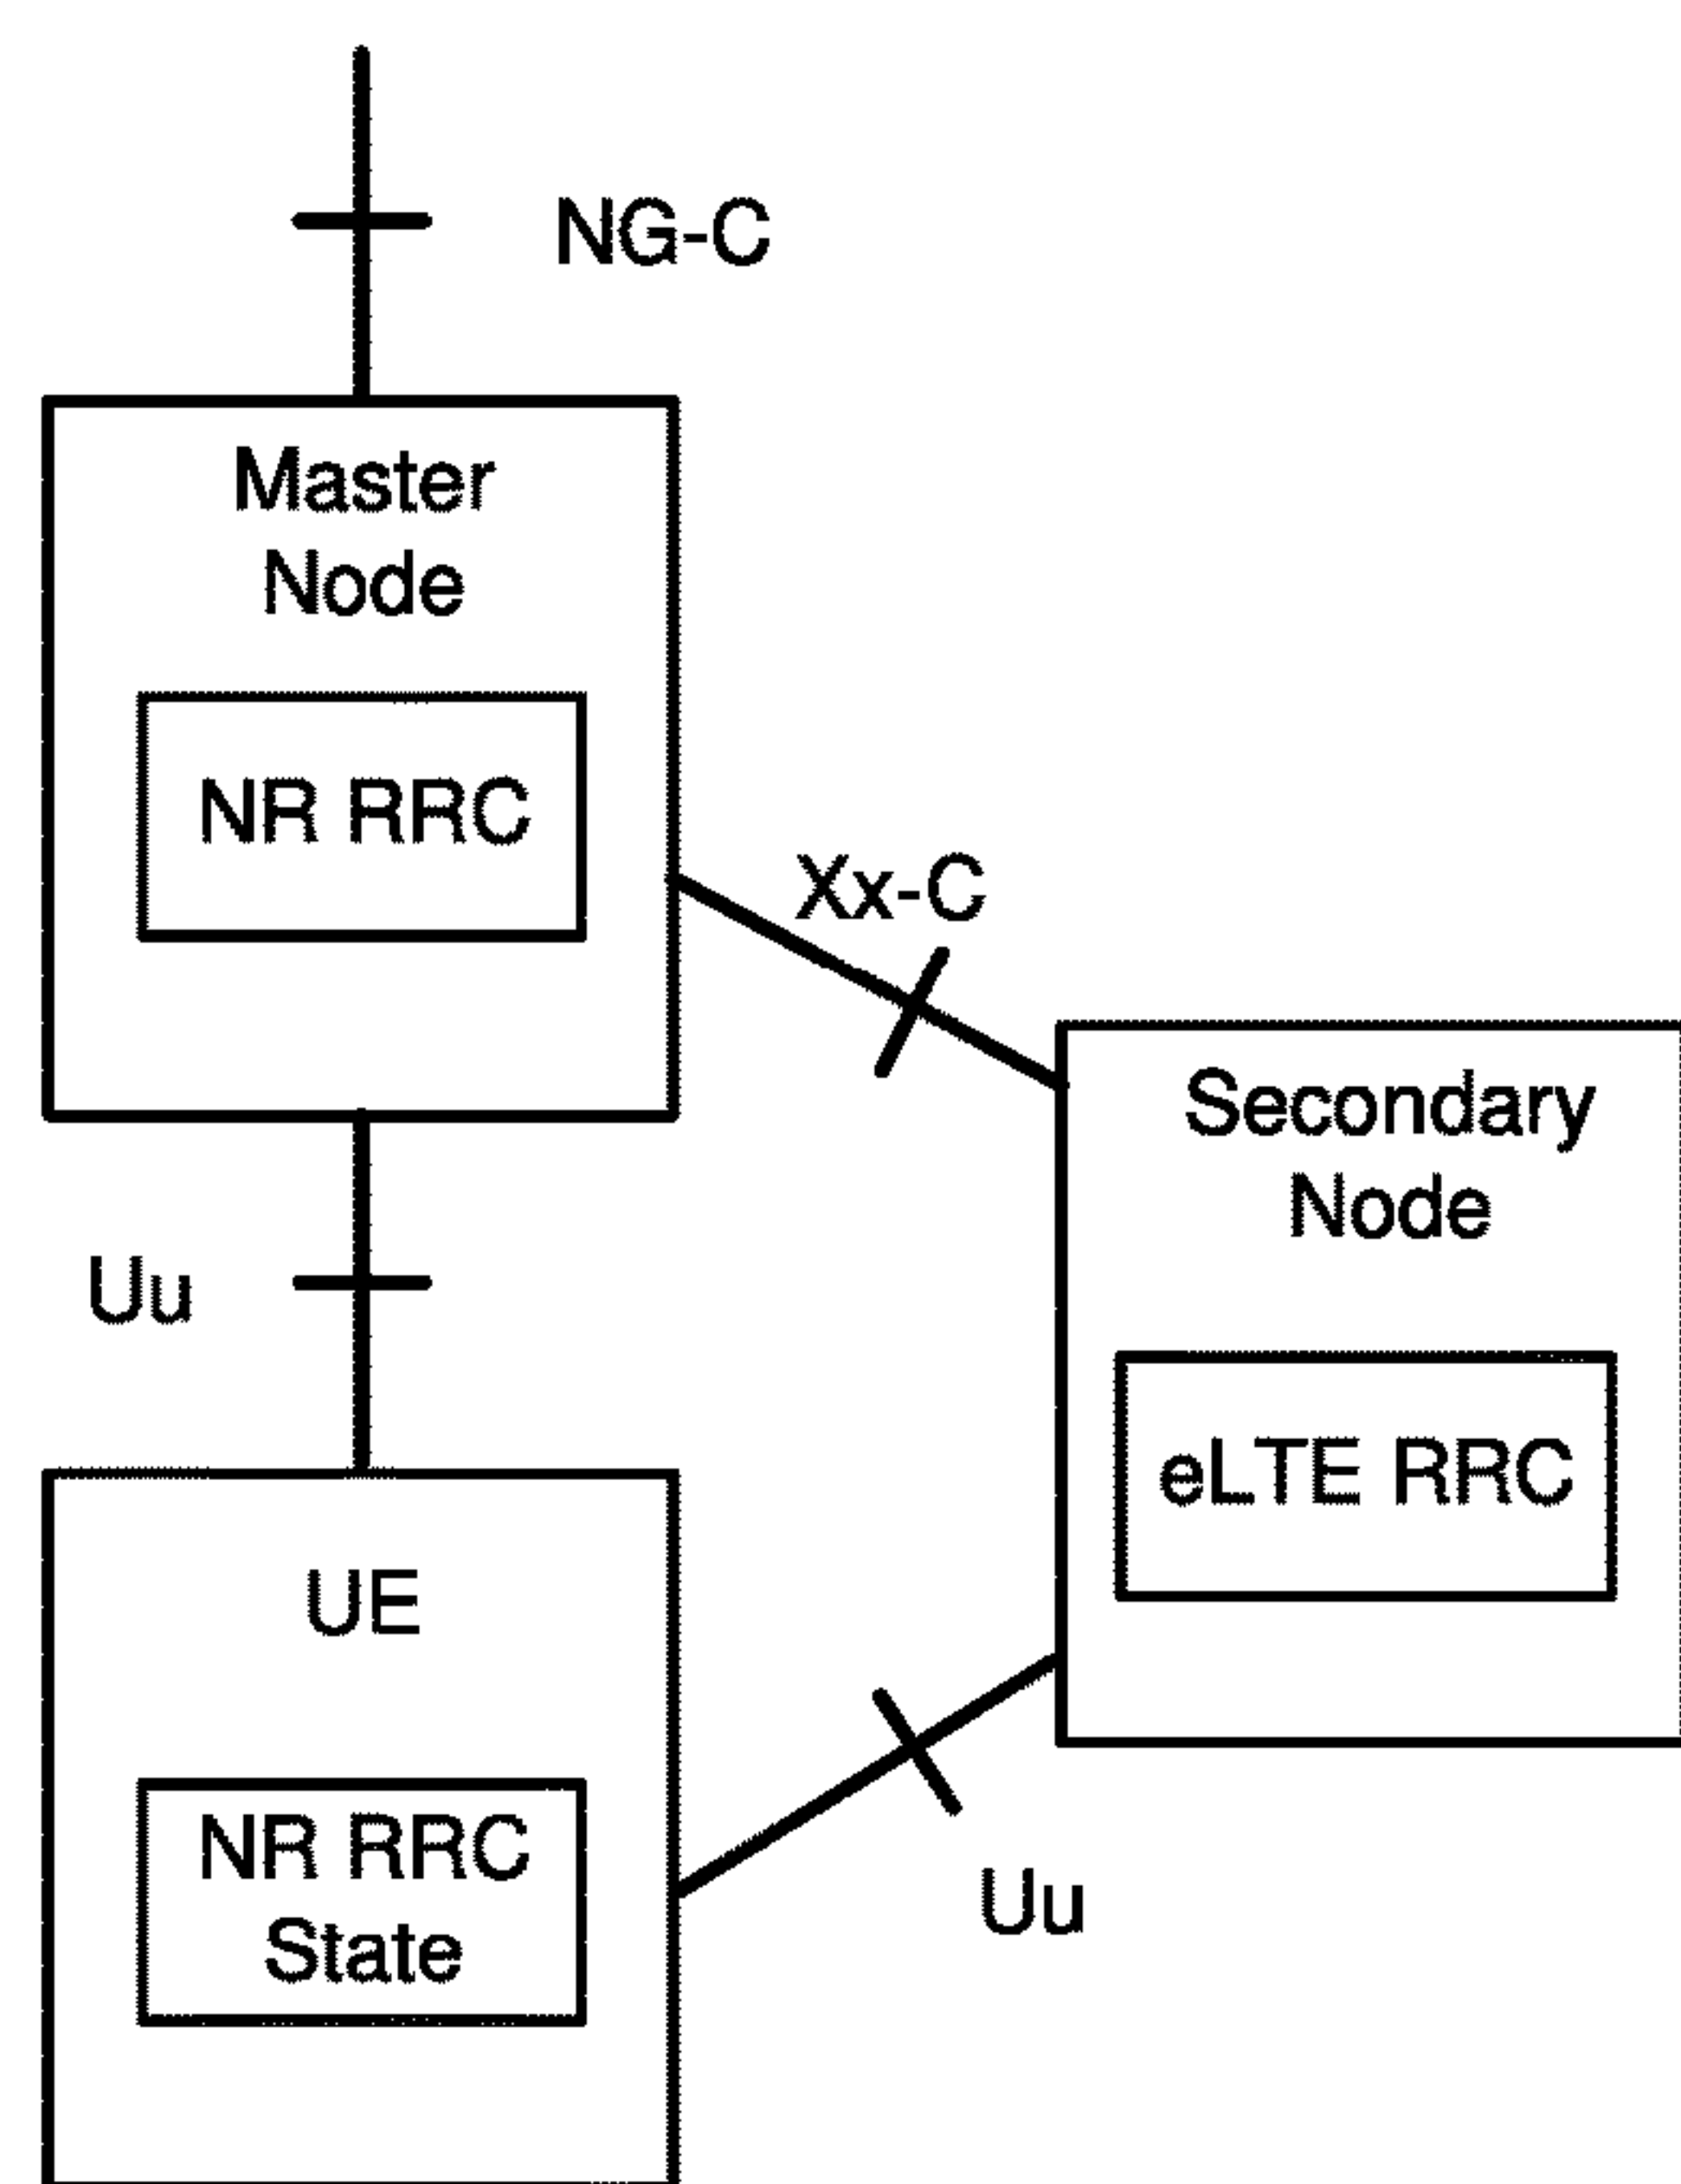 NG-C
Master
Node
NR RRC
Xx-C
Secondary
Node
Uu
eLTE RRC
UE
NR RRC
State
Uu